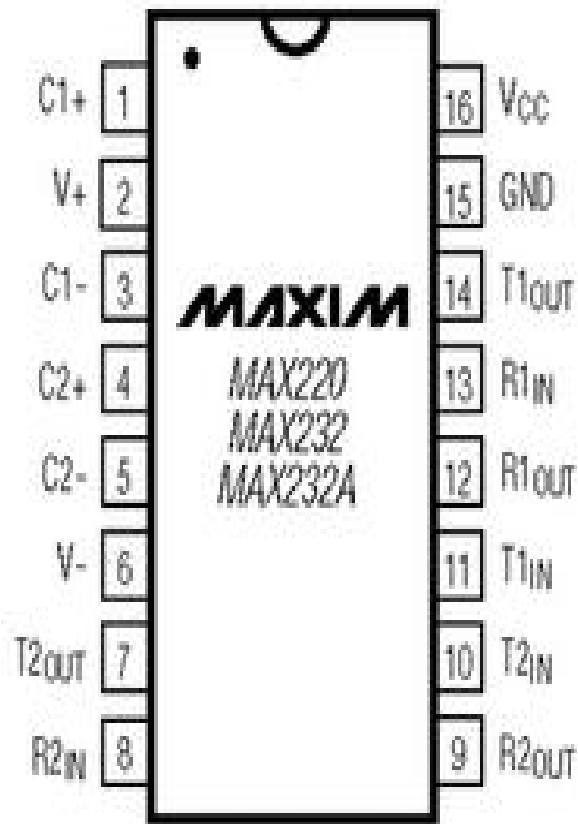 C1+ 1 16 VCC
V+ 2 15 GND
C1- 3 14 T1OUT
MAXIM
C2+ 4 13 R1IN
MAX220
MAX232
MAX232A
C2- 5 12 R1OUT
V- 6 11 T1IN
T2OUT 7 10 T2IN
R2IN 8 9 R2OUT